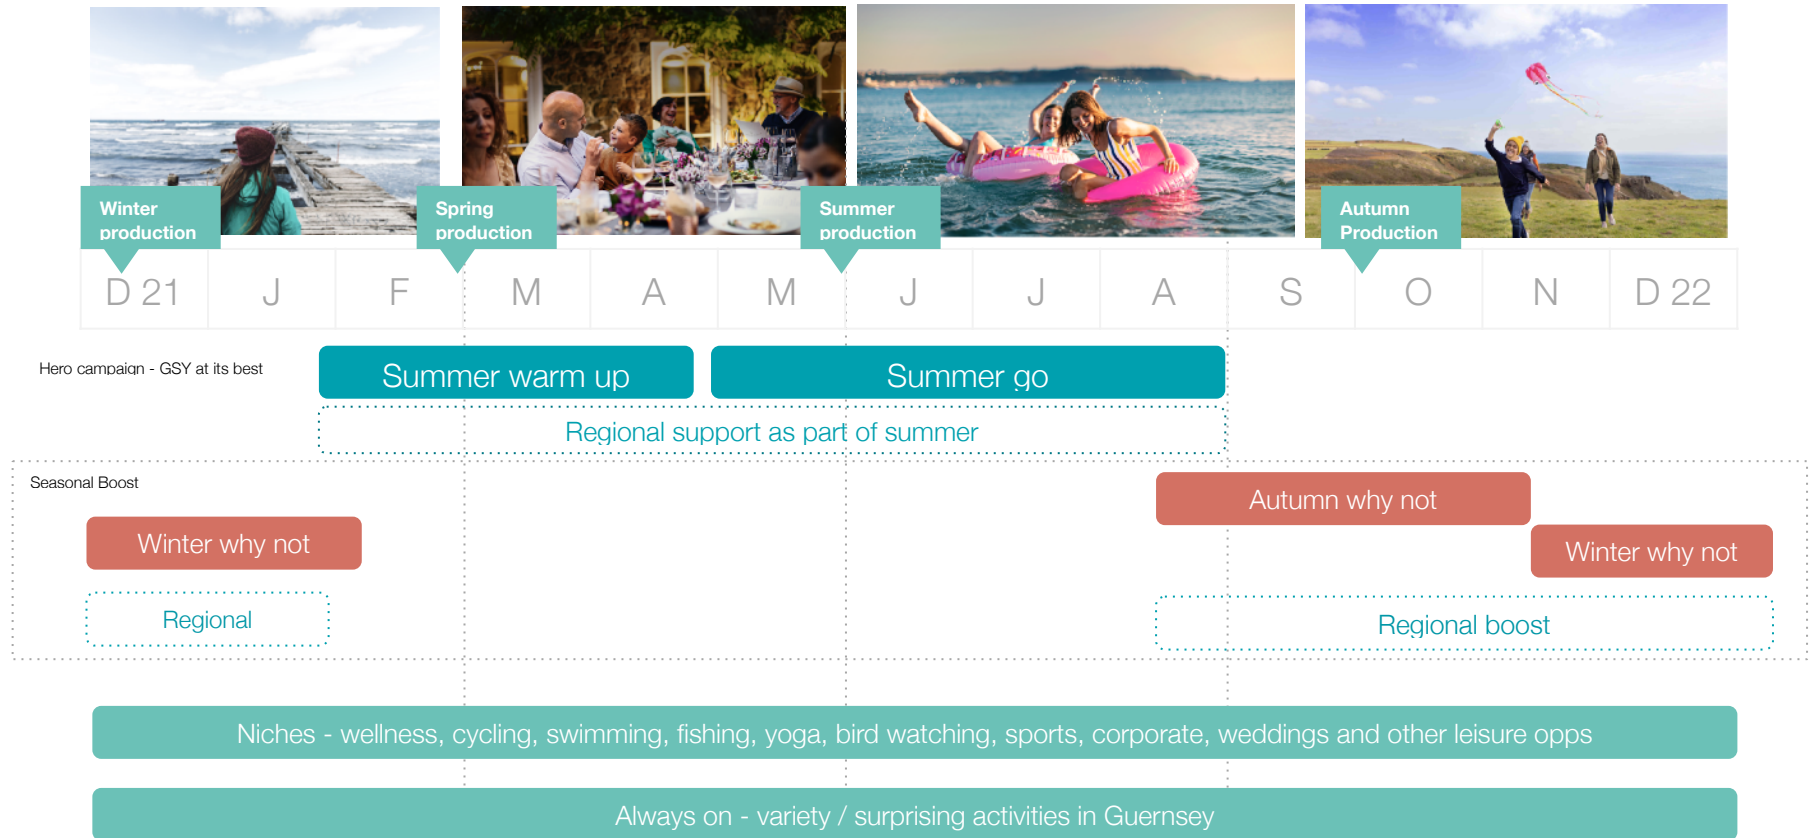 Winter
production
Spring
production
Summer
production
Autumn
Production
D 21 J F M A M J J A S O N D 22
Hero campaign - GSY at its best
Summer warm up
Summer go
Regional support as part of summer
Seasonal Boost
Autumn why not
Winter why not
Winter why not
Regional
Regional boost
Niches - wellness, cycling, swimming, fishing, yoga, bird watching, sports, corporate, weddings and other leisure opps
Always on - variety / surprising activities in Guernsey